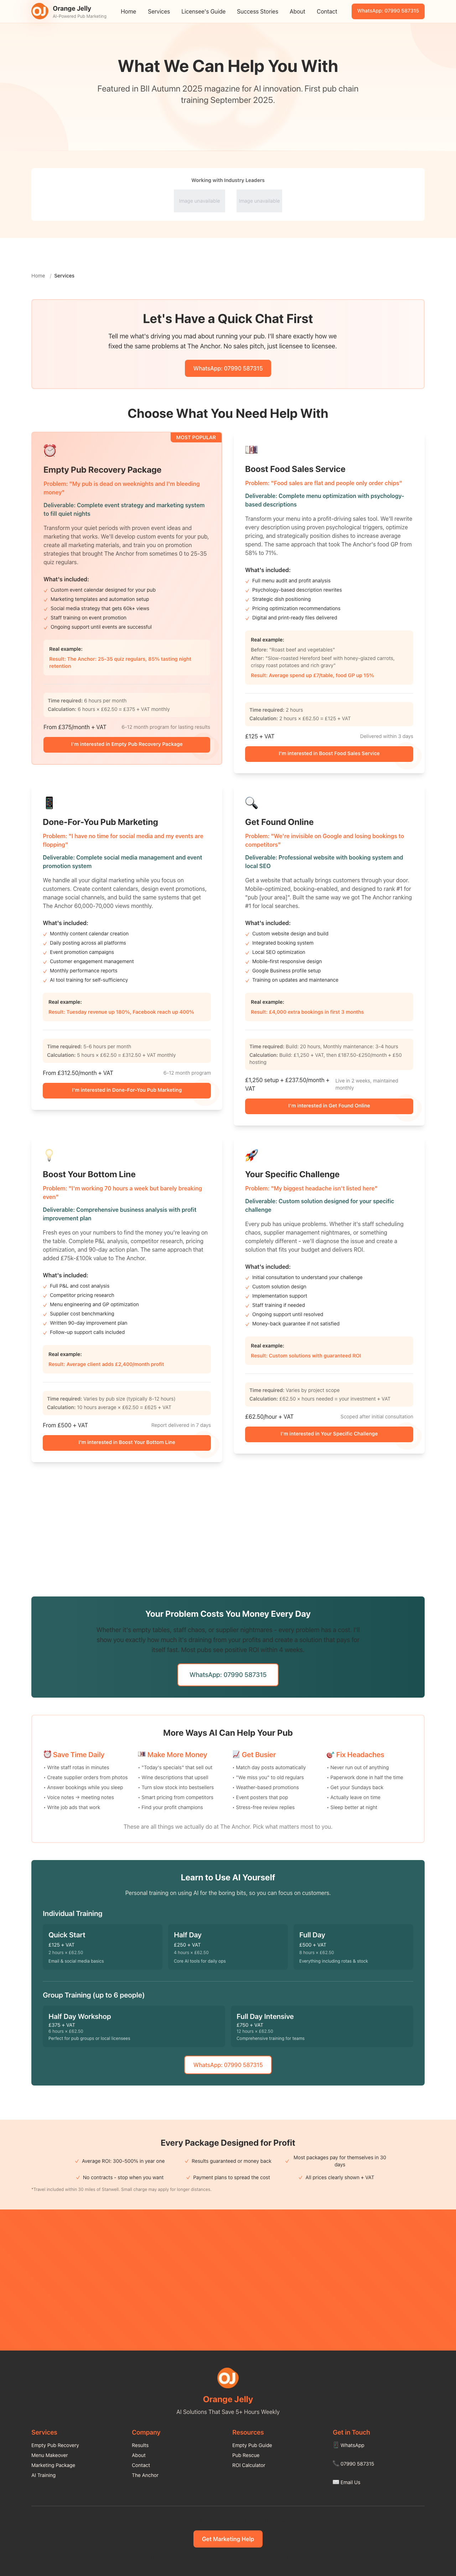 Orange Jelly
AI-Powered Pub Marketing
Home
Services
Licensee's Guide
Success Stories
About
Contact
WhatsApp: 07990 587315
What We Can Help You With
Featured in BII Autumn 2025 magazine for AI innovation. First pub chain
training September 2025.
Working with Industry Leaders
Image unavailable
Image unavailable
Home / Services
Let's Have a Quick Chat First
Tell me what's driving you mad about running your pub. I'll share exactly how we
fixed the same problems at The Anchor. No sales pitch, just licensee to licensee.
WhatsApp: 07990 587315
Choose What You Need Help With
MOST POPULAR
Empty Pub Recovery Package
Problem: "My pub is dead on weeknights and I'm bleeding
money"
Deliverable: Complete event strategy and marketing system
to fill quiet nights
Transform your quiet periods with proven event ideas and
marketing that works. We'll develop custom events for your pub,
create all marketing materials, and train you on promotion
strategies that brought The Anchor from sometimes 0 to 25-35
quiz regulars.
What's included:
Custom event calendar designed for your pub
Marketing templates and automation setup
Social media strategy that gets 60k+ views
Staff training on event promotion
Ongoing support until events are successful
Real example:
Result: The Anchor: 25-35 quiz regulars, 85% tasting night
retention
Time required: 6 hours per month
Calculation: 6 hours × £62.50 = £375 + VAT monthly
From £375/month + VAT
6-12 month program for lasting results
I'm Interested in Empty Pub Recovery Package
Boost Food Sales Service
Problem: "Food sales are flat and people only order chips"
Deliverable: Complete menu optimization with psychology-
based descriptions
Transform your menu into a profit-driving sales tool. We'll rewrite
every description using proven psychological triggers, optimize
pricing, and strategically position dishes to increase average
spend. The same approach that took The Anchor's food GP from
58% to 71%.
What's included:
Full menu audit and profit analysis
Psychology-based description rewrites
Strategic dish positioning
Pricing optimization recommendations
Digital and print-ready files delivered
Real example:
Before: "Roast beef and vegetables"
After: "Slow-roasted Hereford beef with honey-glazed carrots,
crispy roast potatoes and rich gravy"
Result: Average spend up £7/table, food GP up 15%
Time required: 2 hours
Calculation: 2 hours × £62.50 = £125 + VAT
£125 + VAT
Delivered within 3 days
I'm Interested in Boost Food Sales Service
Done-For-You Pub Marketing
Problem: "I have no time for social media and my events are
flopping"
Deliverable: Complete social media management and event
promotion system
We handle all your digital marketing while you focus on
customers. Create content calendars, design promotions,
manage social channels, and build the same systems that get
The Anchor 60,000-70,000 views monthly.
What's included:
Monthly content calendar creation
Daily posting across all platforms
Event promotion campaigns
Customer engagement management
Monthly performance reports
AI tool training for self-sufficiency
Real example:
Result: Tuesday revenue up 180%, Facebook reach up 400%
Time required: 5-6 hours per month
Calculation: 5 hours × £62.50 = £312.50 + VAT monthly
From £312.50/month + VAT
6-12 month program
I'm Interested in Done-For-You Pub Marketing
Get Found Online
Problem: "We're invisible on Google and losing bookings to
competitors"
Deliverable: Professional website with booking system and
local SEO
Get a website that actually brings customers through your door.
Mobile-optimized, booking-enabled, and designed to rank #1 for
"pub [your area]". Built the same way we got The Anchor ranking
#1 for local searches.
What's included:
Custom website design and build
Integrated booking system
Local SEO optimization
Mobile-first responsive design
Google Business profile setup
Training on updates and maintenance
Real example:
Result: £4,000 extra bookings in first 3 months
Time required: Build: 20 hours, Monthly maintenance: 3-4 hours
Calculation: Build: £1,250 + VAT, then £187.50-£250/month + £50
hosting
£1,250 setup + £237.50/month +
VAT
Live in 2 weeks, maintained
monthly
I'm Interested in Get Found Online
Boost Your Bottom Line
Problem: "I'm working 70 hours a week but barely breaking
even"
Deliverable: Comprehensive business analysis with profit
improvement plan
Fresh eyes on your numbers to find the money you're leaving on
the table. Complete P&L analysis, competitor research, pricing
optimization, and 90-day action plan. The same approach that
added £75k-£100k value to The Anchor.
What's included:
Full P&L and cost analysis
Competitor pricing research
Menu engineering and GP optimization
Supplier cost benchmarking
Written 90-day improvement plan
Follow-up support calls included
Real example:
Result: Average client adds £2,400/month profit
Time required: Varies by pub size (typically 8-12 hours)
Calculation: 10 hours average × £62.50 = £625 + VAT
From £500 + VAT
Report delivered in 7 days
I'm Interested in Boost Your Bottom Line
Your Specific Challenge
Problem: "My biggest headache isn't listed here"
Deliverable: Custom solution designed for your specific
challenge
Every pub has unique problems. Whether it's staff scheduling
chaos, supplier management nightmares, or something
completely different - we'll diagnose the issue and create a
solution that fits your budget and delivers ROI.
What's included:
Initial consultation to understand your challenge
Custom solution design
Implementation support
Staff training if needed
Ongoing support until resolved
Money-back guarantee if not satisfied
Real example:
Result: Custom solutions with guaranteed ROI
Time required: Varies by project scope
Calculation: £62.50 × hours needed = your investment + VAT
£62.50/hour + VAT
Scoped after initial consultation
I'm Interested in Your Specific Challenge
Your Problem Costs You Money Every Day
Whether it's empty tables, staff chaos, or supplier nightmares - every problem has a cost. I'll
show you exactly how much it's draining from your profits and create a solution that pays for
itself fast. Most pubs see positive ROI within 6 weeks.
WhatsApp: 07990 587315
More Ways AI Can Help Your Pub
Save Time Daily
• Write staff rotas in minutes
• Create supplier orders from photos
• Answer bookings while you sleep
• Voice notes → meeting notes
• Write job ads that work
Make More Money
• "Today's specials" that sell out
• Wine descriptions that upsell
• Turn slow stock into bestsellers
• Smart pricing from competitors
• Find your profit champions
Get Busier
• Match day posts automatically
• "We miss you" to old regulars
• Weather-based promotions
• Event posters that pop
• Stress-free review replies
Fix Headaches
• Never run out of anything
• Paperwork done in half the time
• Get your Sundays back
• Actually leave on time
• Sleep better at night
These are all things we actually do at The Anchor. Pick what matters most to you.
Learn to Use AI Yourself
Personal training on using AI for the boring bits, so you can focus on customers.
Individual Training
Quick Start
£125 + VAT
2 hours × £62.50
Email & social media basics
Half Day
£250 + VAT
4 hours × £62.50
Core AI tools for daily ops
Full Day
£500 + VAT
8 hours × £62.50
Everything including rotas & stock
Group Training (up to 6 people)
Half Day Workshop
£375 + VAT
6 hours × £62.50
Perfect for pub groups or local licensees
Full Day Intensive
£750 + VAT
12 hours × £62.50
Comprehensive training for teams
WhatsApp: 07990 587315
Every Package Designed for Profit
Average ROI: 300-500% in year one
Results guaranteed or money back
Most packages pay for themselves in 30
days
No contracts - stop when you want
Payment plans to spread the cost
All prices clearly shown + VAT
*Travel included within 30 miles of Stanwell. Small charge may apply for longer distances.
OJ
Orange Jelly
AI Solutions That Save 5+ Hours Weekly
Services
Empty Pub Recovery
Menu Makeover
Marketing Package
AI Training
Company
Results
About
Contact
The Anchor
Resources
Empty Pub Guide
Pub Rescue
ROI Calculator
Get in Touch
WhatsApp
07990 587315
Email Us
Get Marketing Help